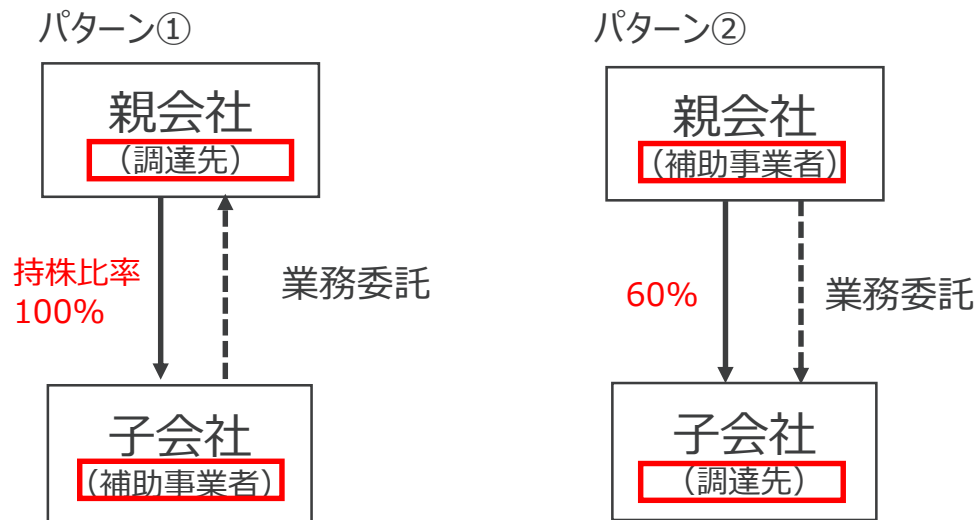 パターン①
親会社
（調達先）
持株比率
100%
業務委託
子会社
（補助事業者）
パターン②
親会社
（補助事業者）
60%
業務委託
子会社
（調達先）